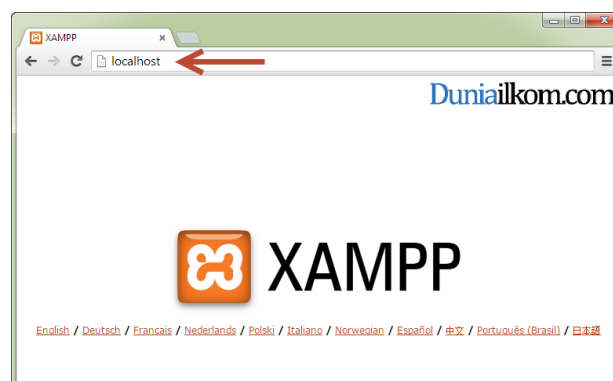 XAMPP
localhost
Duniailkom.com
XAMPP
English / Deutsch / Francais / Nederlands / Polski / Italiano / Norwegian / Español / 中文 / Português (Brasil) / 日本語